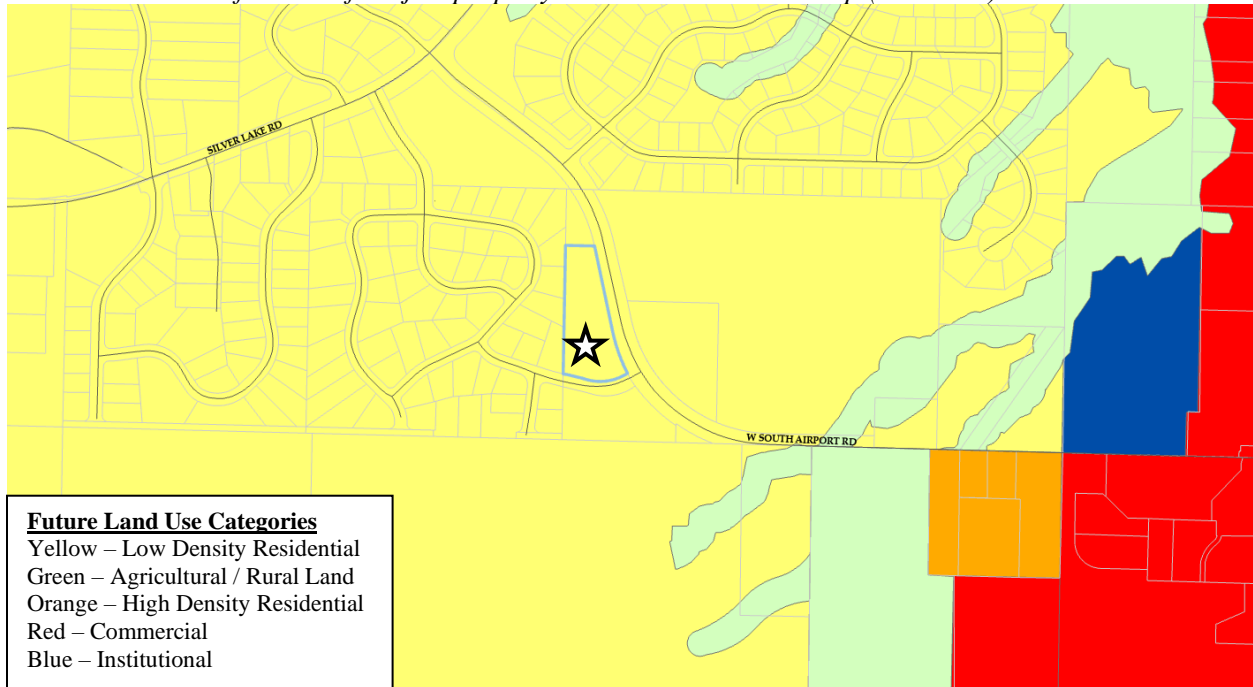 SILVER LAKE RD
W SOUTH AIRPORT RD
Future Land Use Categories
Yellow – Low Density Residential
Green – Agricultural / Rural Land
Orange – High Density Residential
Red – Commercial
Blue – Institutional